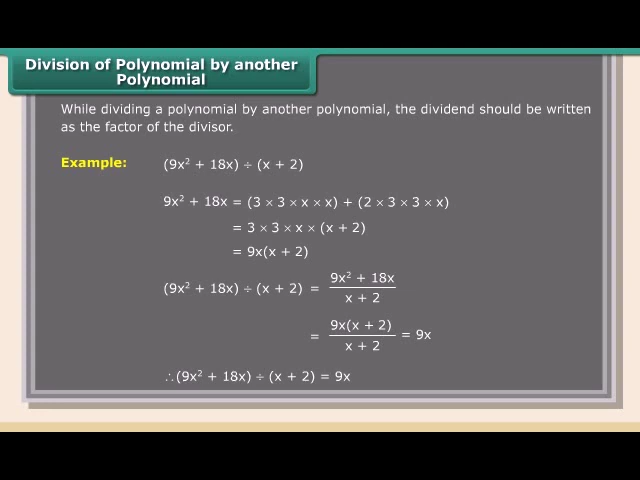 Division of Polynomial by another
Polynomial
While dividing a polynomial by another polynomial, the dividend should be written
as the factor of the divisor.
Example: (9x² + 18x) ÷ (x + 2)
9x² + 18x = (3 × 3 × x × x) + (2 × 3 × 3 × x)
= 3 × 3 × x × (x + 2)
= 9x(x + 2)
(9x² + 18x) ÷ (x + 2) = 9x² + 18x
x + 2
= 9x(x + 2) = 9x
x + 2
∴ (9x² + 18x) ÷ (x + 2) = 9x